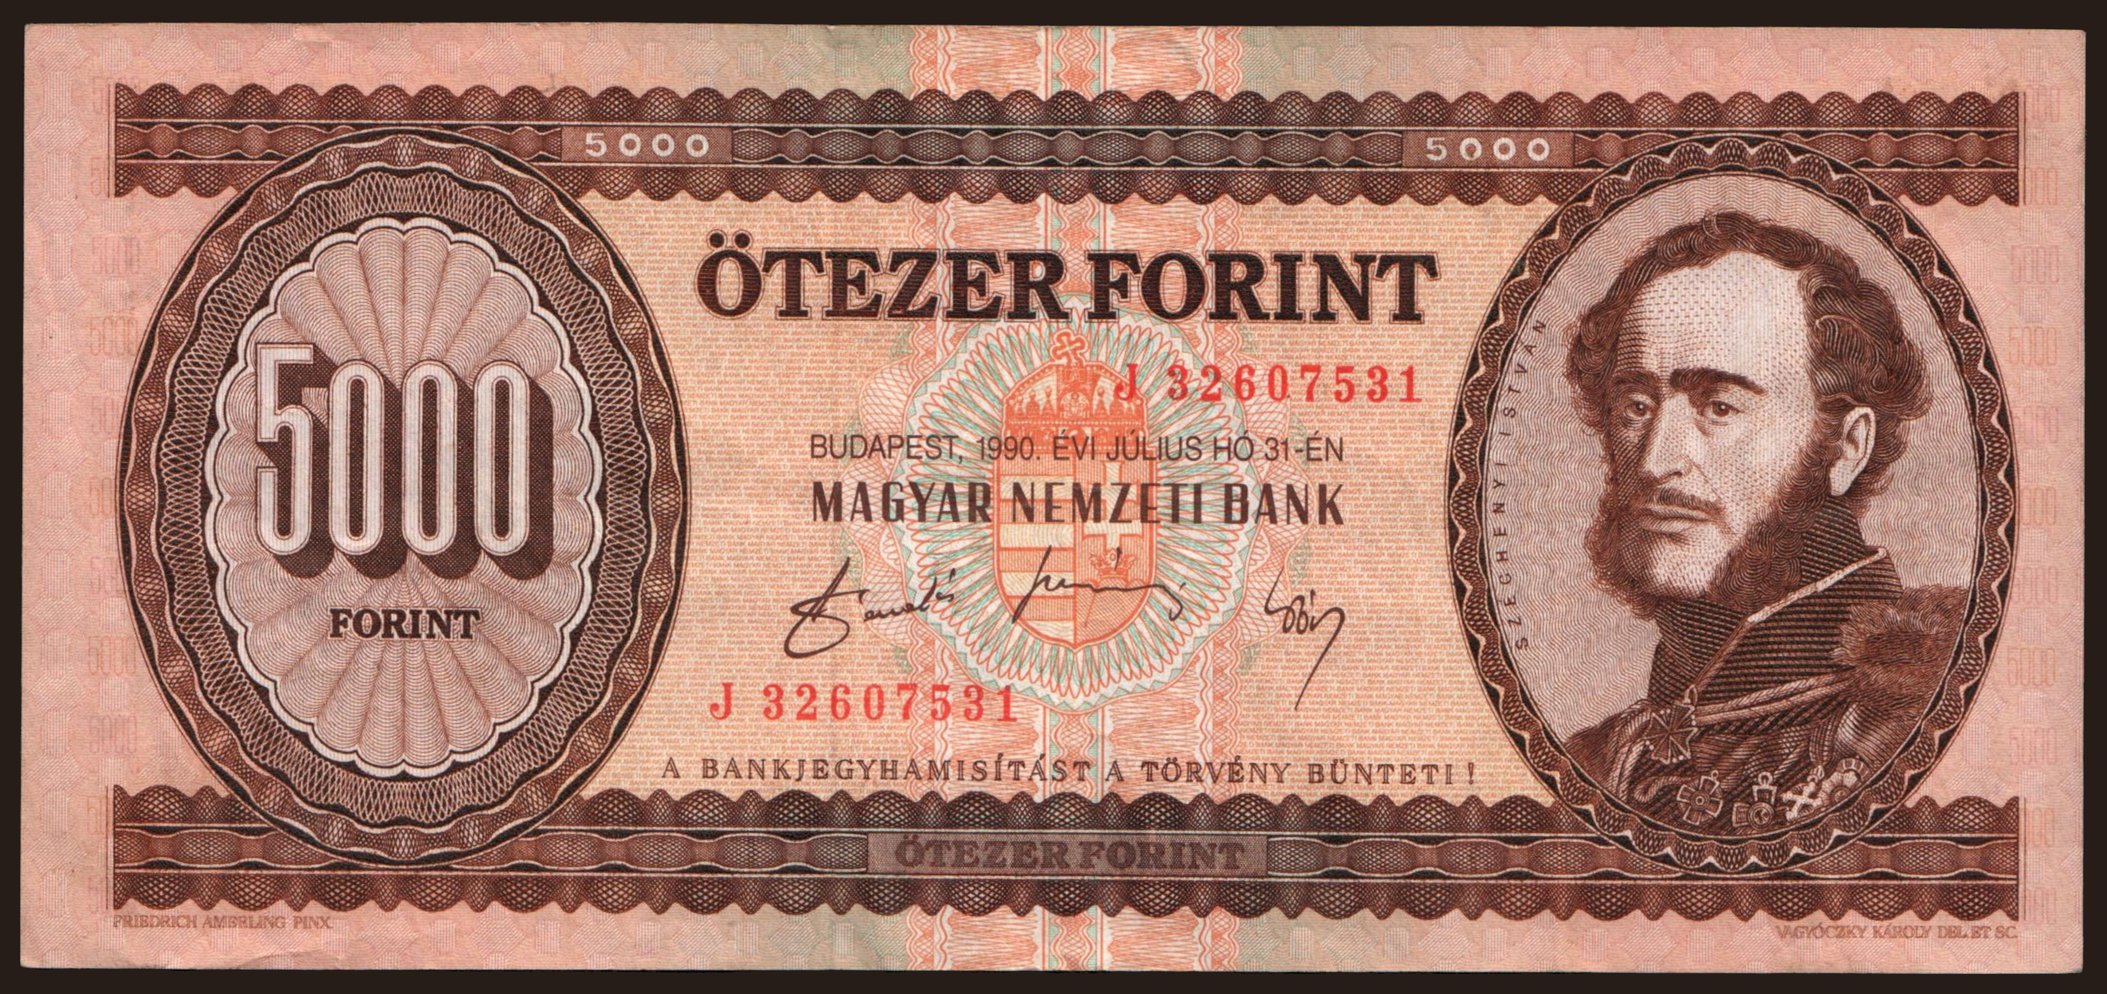 5000
5000
ÖTEZER FORINT
J 32607531
BUDAPEST, 1990. ÉVI JÚLIUS HÓ 31-ÉN
MAGYAR NEMZETI BANK
5000
FORINT
SZÉCHENYI ISTVÁN
J 32607531
A BANKJEGYHAMISÍTÁST A TÖRVÉNY BÜNTETI !
ÖTEZER FORINT
FRIEDRICH AMERLING PINX.
VAGYÓCZKY KÁROLY DEL. ET SC.